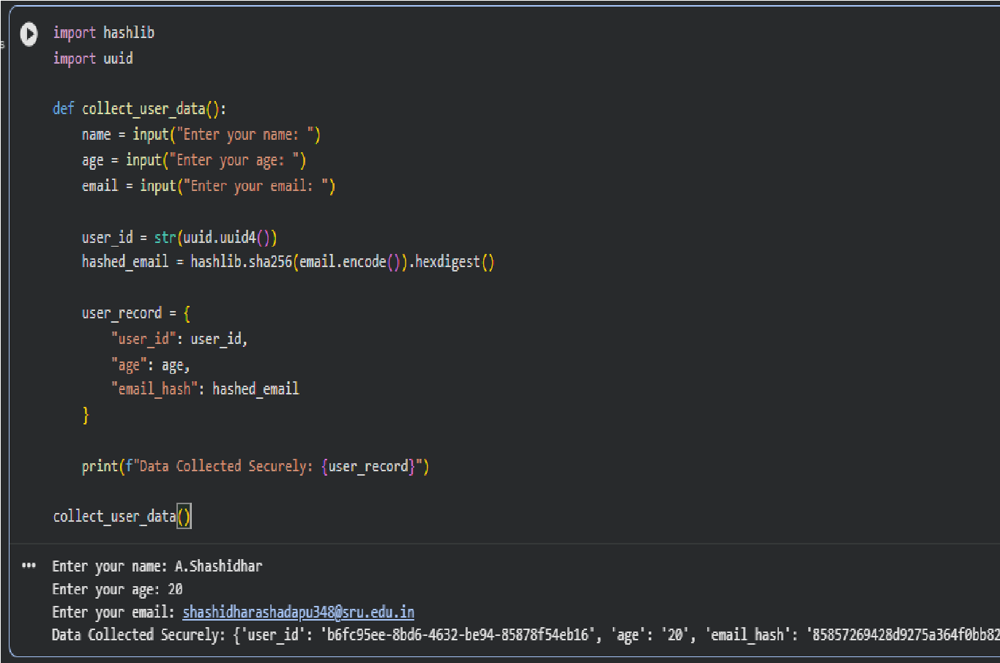 import hashlib
import uuid
def collect_user_data():
    name = input("Enter your name: ")
    age = input("Enter your age: ")
    email = input("Enter your email: ")
    user_id = str(uuid.uuid4())
    hashed_email = hashlib.sha256(email.encode()).hexdigest()
    user_record = {
        "user_id": user_id,
        "age": age,
        "email_hash": hashed_email
    }
    print(f"Data Collected Securely: {user_record}")
collect_user_data()
Enter your name: A.Shashidhar
Enter your age: 20
Enter your email: shashidharashadapu348@sru.edu.in
Data Collected Securely: {'user_id': 'b6fc95ee-8bd6-4632-be94-85878f54eb16', 'age': '20', 'email_hash': '85857269428d9275a364f0bb82